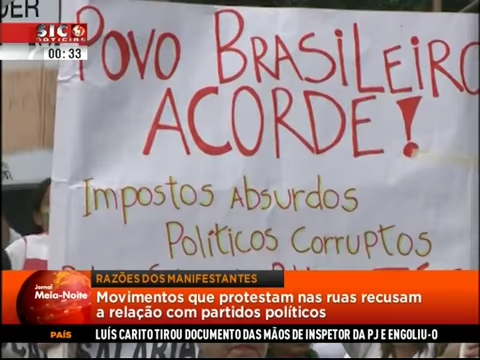 SIC
NOTÍCIAS
00:33
POVO BRASILEIRO
ACORDE!
IMPOSTOS ABSURDOS
POLÍTICOS CORRUPTOS
RAZÕES DOS MANIFESTANTES
Jornal
Meia-Noite
Movimentos que protestam nas ruas recusam
a relação com partidos políticos
PAÍS
LUÍS CARITO TIROU DOCUMENTO DAS MÃOS DE INSPETOR DA PJ E ENGOLIU-O